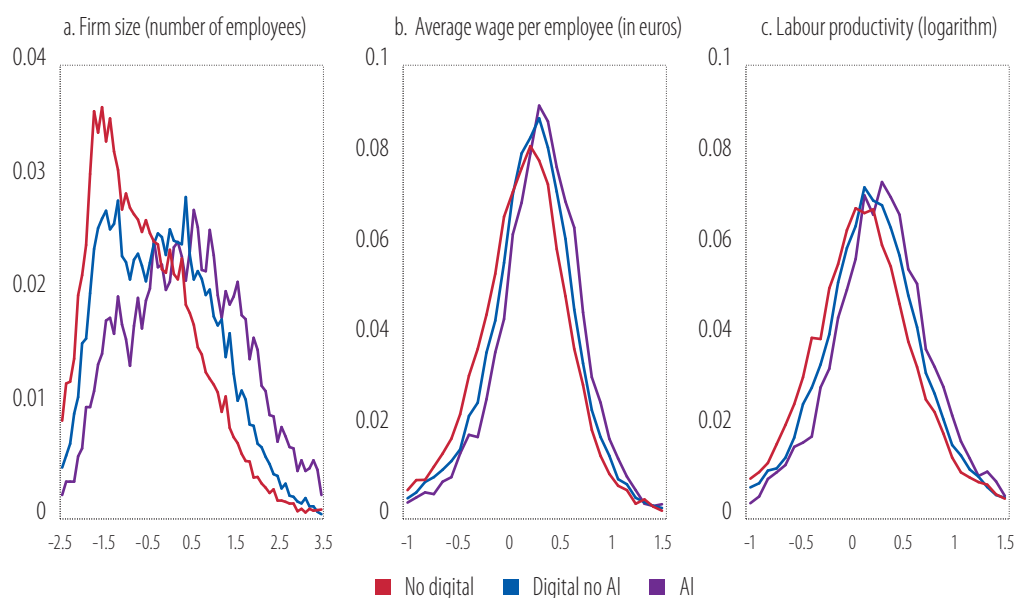 a. Firm size (number of employees)
b. Average wage per employee (in euros)
c. Labour productivity (logarithm)
0.04
0.03
0.02
0.01
0
-2.5 -1.5 -0.5 0.5 1.5 2.5 3.5
0.1
0.08
0.06
0.04
0.02
0
-1 -0.5 0 0.5 1 1.5
0.1
0.08
0.06
0.04
0.02
0
-1 -0.5 0 0.5 1 1.5
No digital Digital no AI AI